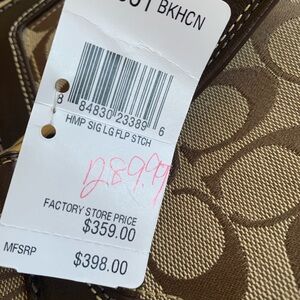 BKHCN
8 84830 23389 6
HMP SIG LG FLP STCH
FACTORY STORE PRICE
$359.00
MFSRP
$398.00